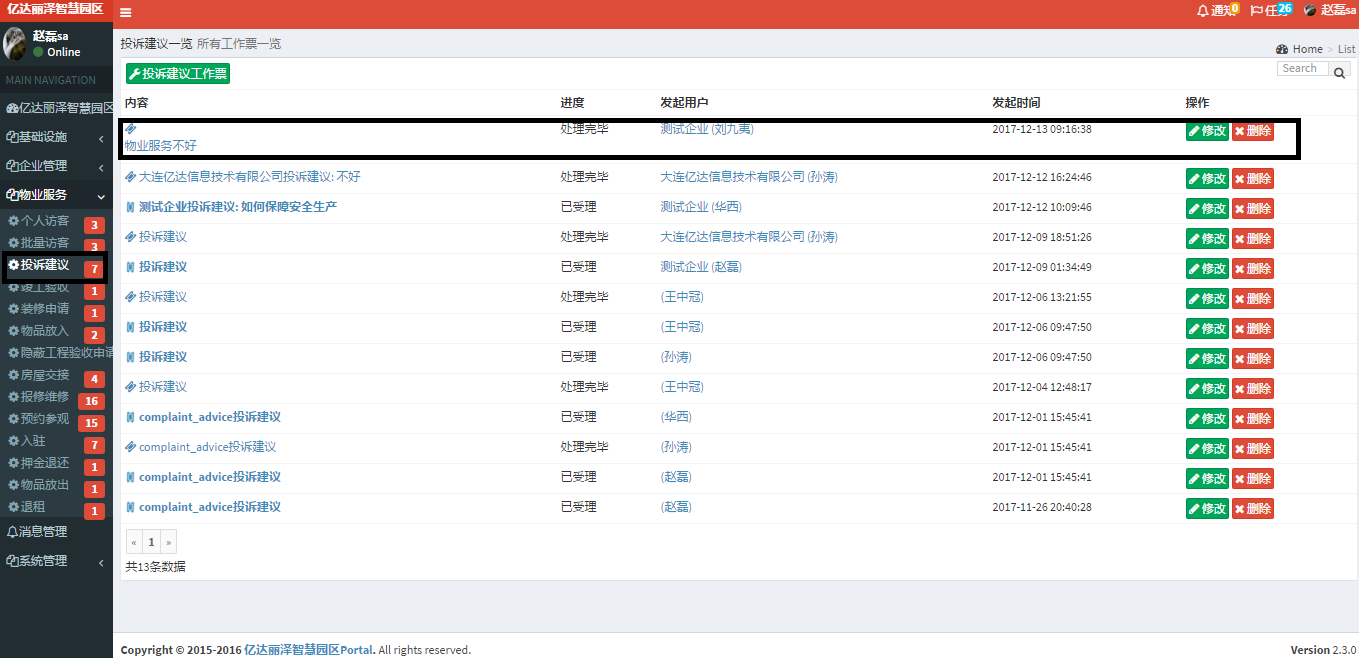 亿达丽泽智慧园区
通知 0 任务 26 赵磊sa
赵磊sa
Online
MAIN NAVIGATION
亿达丽泽智慧园区
基础设施
企业管理
物业服务
个人访客 3
批量访客 3
投诉建议 7
竣工验收 1
装修申请 1
物品放入 2
隐蔽工程验收申请
房屋交接 4
报修维修 16
预约参观 15
入驻 7
押金退还 1
物品放出 1
退租 1
消息管理
系统管理
投诉建议一览 所有工作票一览
Home > List
投诉建议工作票
Search
内容 进度 发起用户 发起时间 操作
处理完毕 测试企业 (刘九夷) 2017-12-13 09:16:38 修改 删除
物业服务不好
大连亿达信息技术有限公司投诉建议: 不好 处理完毕 大连亿达信息技术有限公司 (孙涛) 2017-12-12 16:24:46 修改 删除
测试企业投诉建议: 如何保障安全生产 已受理 测试企业 (华西) 2017-12-12 10:09:46 修改 删除
投诉建议 处理完毕 大连亿达信息技术有限公司 (孙涛) 2017-12-09 18:51:26 修改 删除
投诉建议 已受理 测试企业 (赵磊) 2017-12-09 01:34:49 修改 删除
投诉建议 处理完毕 (王中冠) 2017-12-06 13:21:55 修改 删除
投诉建议 已受理 (王中冠) 2017-12-06 09:47:50 修改 删除
投诉建议 已受理 (孙涛) 2017-12-06 09:47:50 修改 删除
投诉建议 处理完毕 (王中冠) 2017-12-04 12:48:17 修改 删除
complaint_advice投诉建议 已受理 (华西) 2017-12-01 15:45:41 修改 删除
complaint_advice投诉建议 处理完毕 (孙涛) 2017-12-01 15:45:41 修改 删除
complaint_advice投诉建议 已受理 (赵磊) 2017-12-01 15:45:41 修改 删除
complaint_advice投诉建议 已受理 (赵磊) 2017-11-26 20:40:28 修改 删除
« 1 »
共13条数据
Copyright © 2015-2016 亿达丽泽智慧园区Portal. All rights reserved. Version 2.3.0